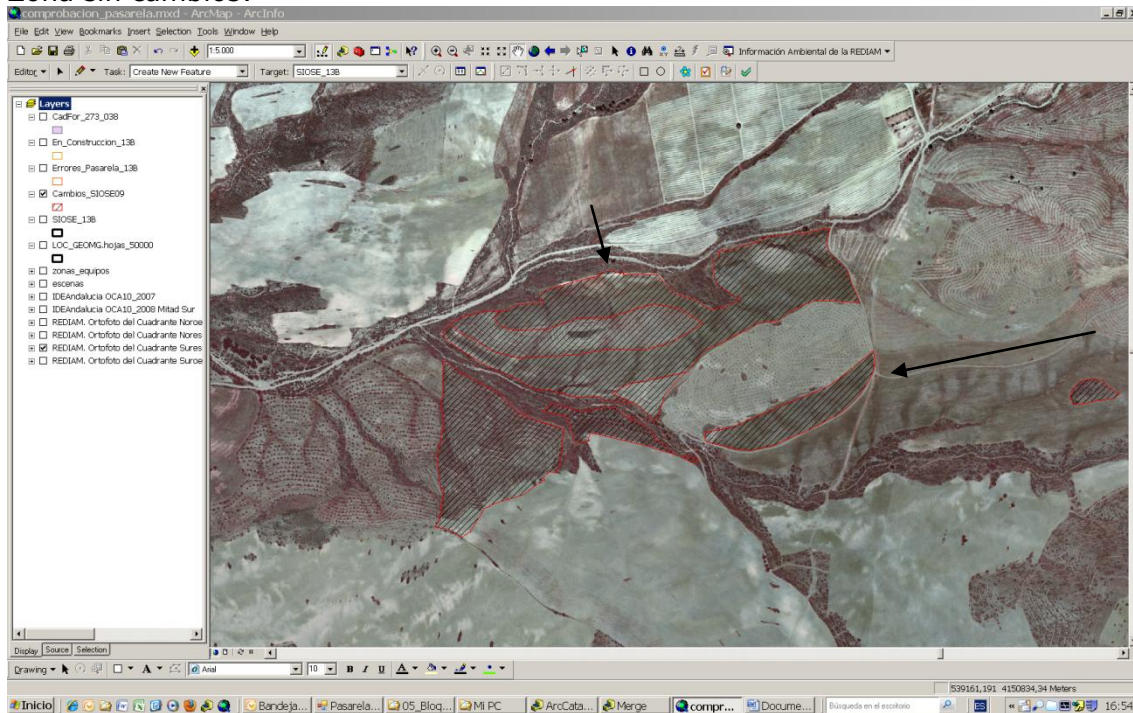 Zona sin cambios.
comprobacion_pasarela.mxd - ArcMap - ArcInfo
File Edit View Bookmarks Insert Selection Tools Window Help
1:5.000
Información Ambiental de la REDIAM
Editor Task: Create New Feature Target: SIOSE_13B
Layers
CadFor_273_038
En_Construccion_13B
Errores_Pasarela_13B
Cambios_SIOSE09
SIOSE_13B
LOC_GEOMG.hojas_50000
zonas_equipos
escenas
IDEAndalucia OCA10_2007
IDEAndalucia OCA10_2008 Mitad Sur
REDIAM. Ortofoto del Cuadrante Noroe
REDIAM. Ortofoto del Cuadrante Nores
REDIAM. Ortofoto del Cuadrante Sures
REDIAM. Ortofoto del Cuadrante Suroe
Display Source Selection
Drawing A Arial 10 B I U A
539161,191 4150834,34 Meters
Inicio Bandeja... Pasarela... 05_Bloq... Mi PC ArcCata... Merge compr... Docume... Búsqueda en el escritorio ES 16:54